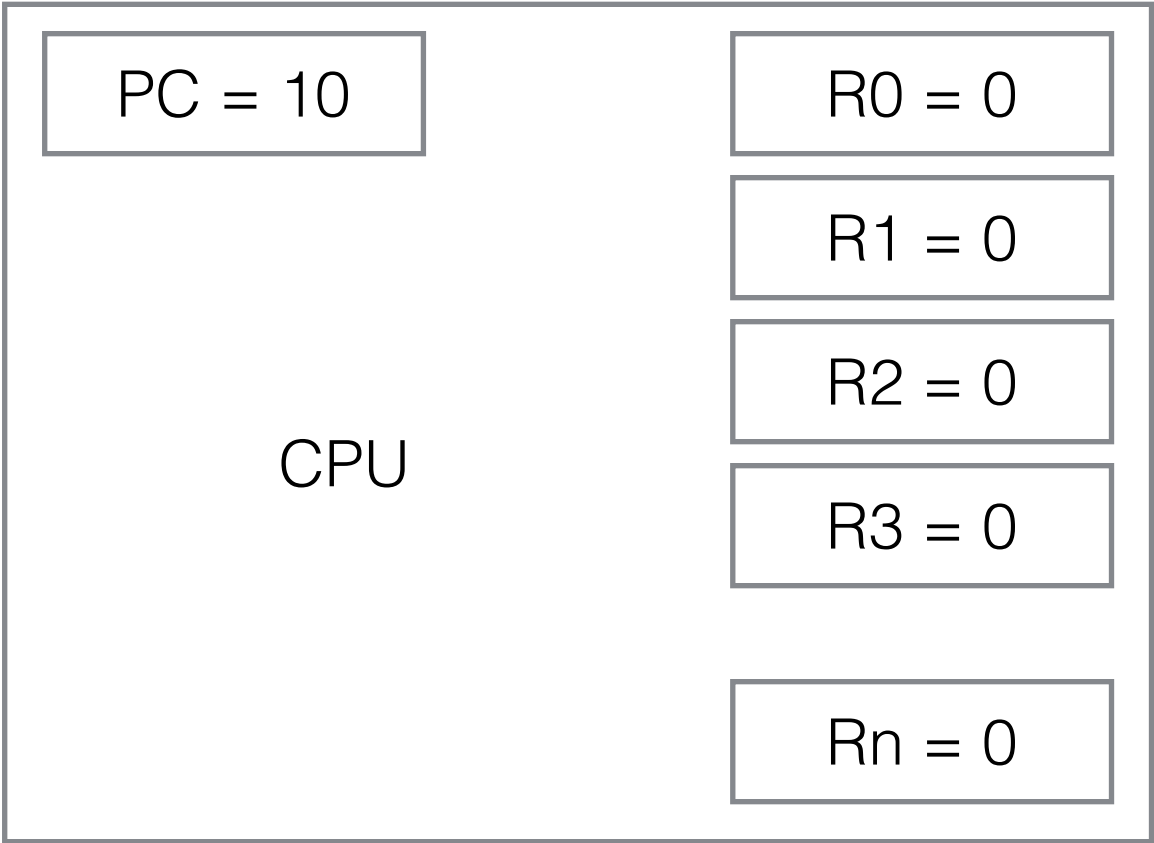 PC = 10
R0 = 0
R1 = 0
R2 = 0
R3 = 0
CPU
Rn = 0